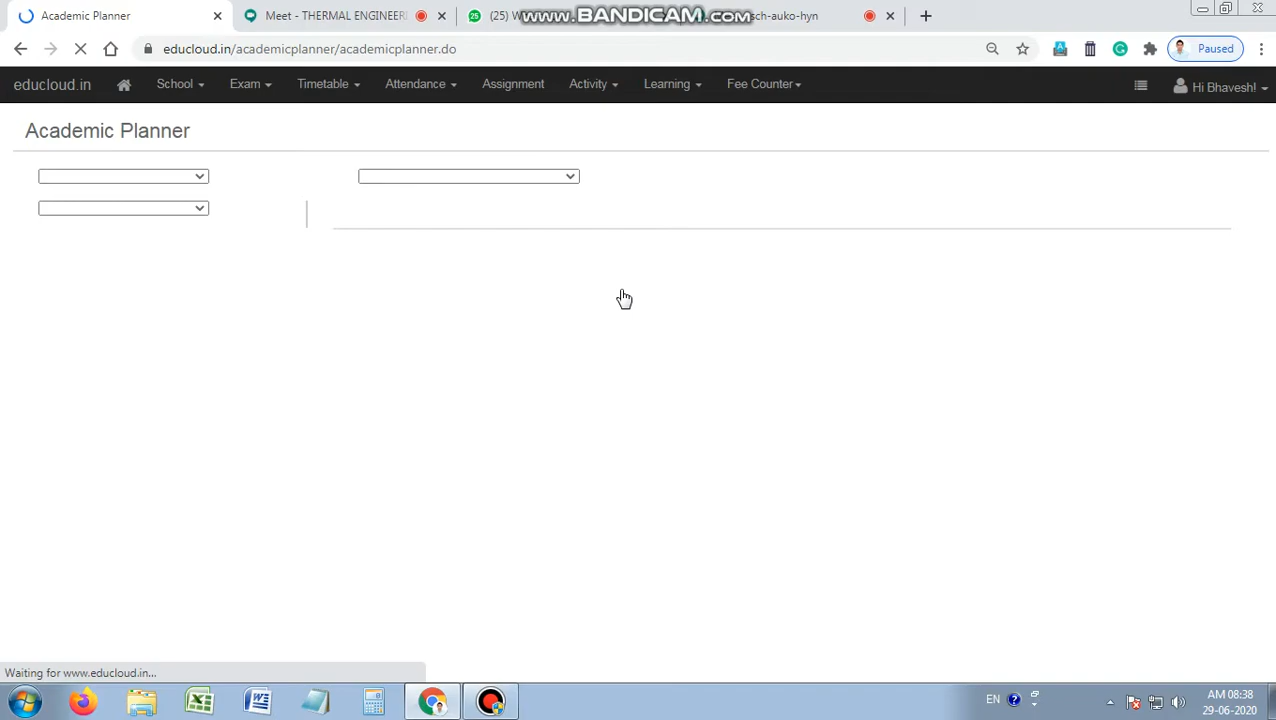 Academic Planner
Meet - THERMAL ENGINEERI
(25) W
www.BANDICAM.com
sch-auko-hyn
educloud.in/academicplanner/academicplanner.do
Paused
educloud.in
School
Exam
Timetable
Attendance
Assignment
Activity
Learning
Fee Counter
Hi Bhavesh!
Academic Planner
Waiting for www.educloud.in...
EN
AM 08:38
29-06-2020